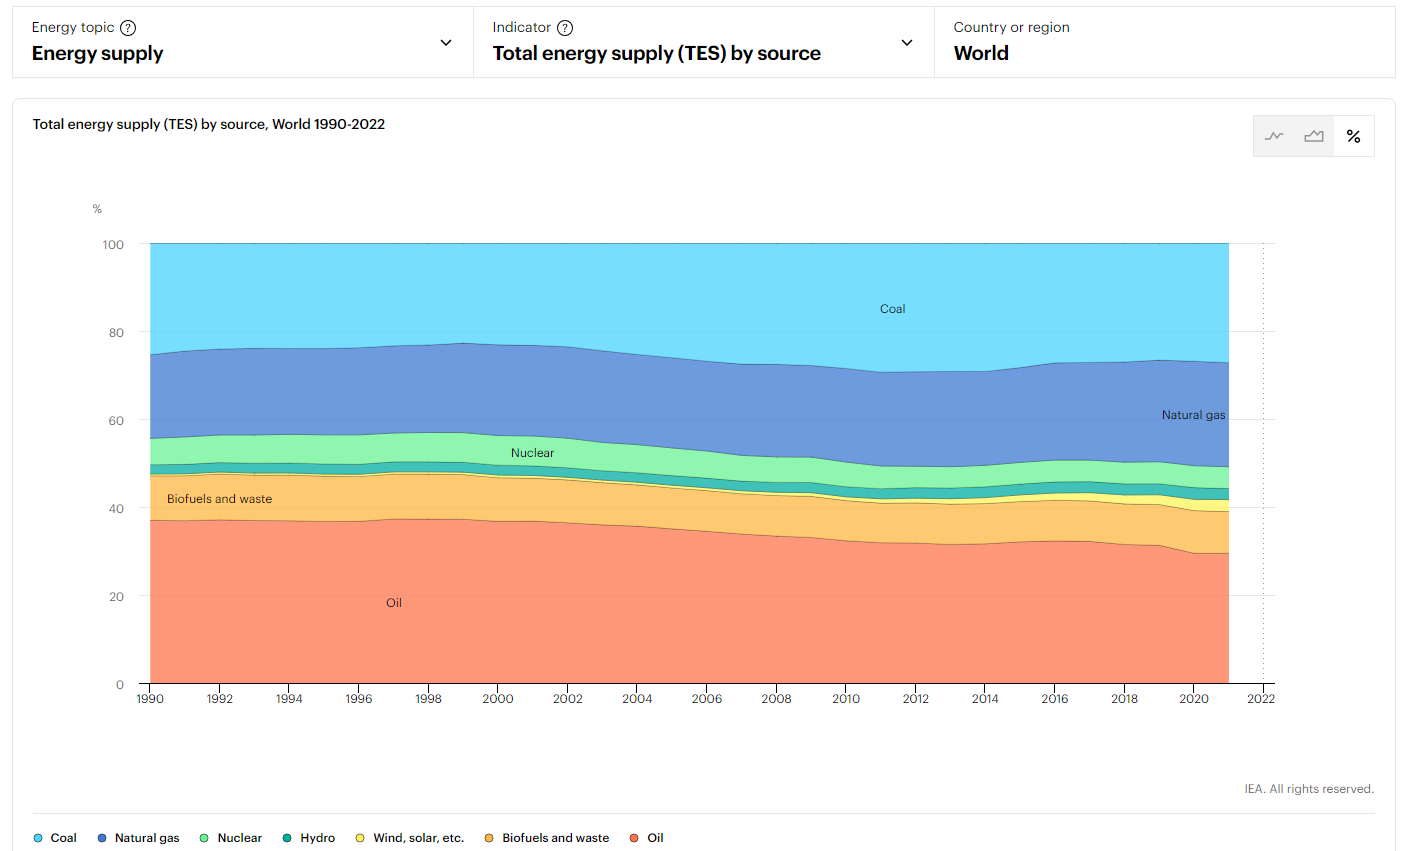 Energy topic ?
Energy supply
Indicator ?
Total energy supply (TES) by source
Country or region
World
Total energy supply (TES) by source, World 1990-2022
%
%
100
80
60
40
20
0
Coal
Natural gas
Nuclear
Biofuels and waste
Oil
1990 1992 1994 1996 1998 2000 2002 2004 2006 2008 2010 2012 2014 2016 2018 2020 2022
IEA. All rights reserved.
Coal Natural gas Nuclear Hydro Wind, solar, etc. Biofuels and waste Oil